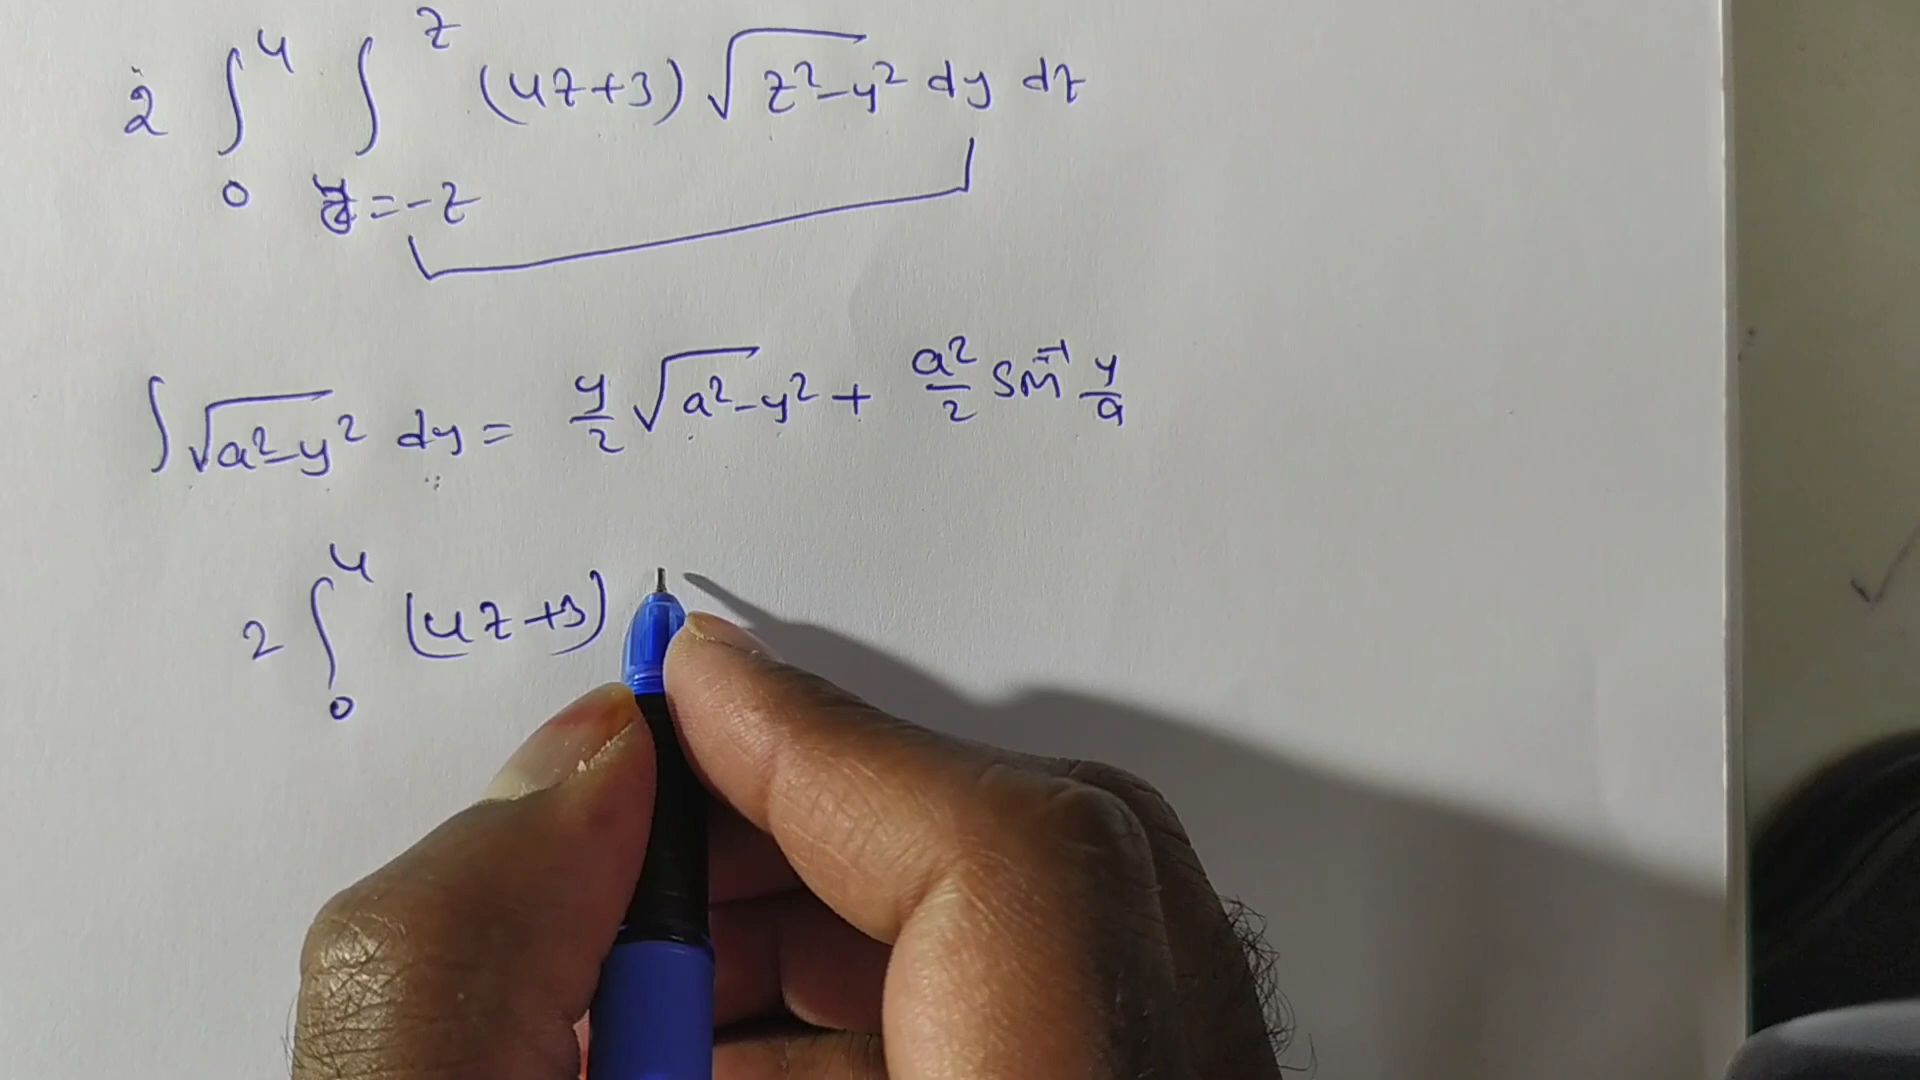 2 ∫₀⁴ ∫_{y=-z}^{z} (4z+3) √(z²-y²) dy dz
∫ √(a²-y²) dy = y/2 √(a²-y²) + a²/2 sin⁻¹ y/a
2 ∫₀⁴ (4z+3)